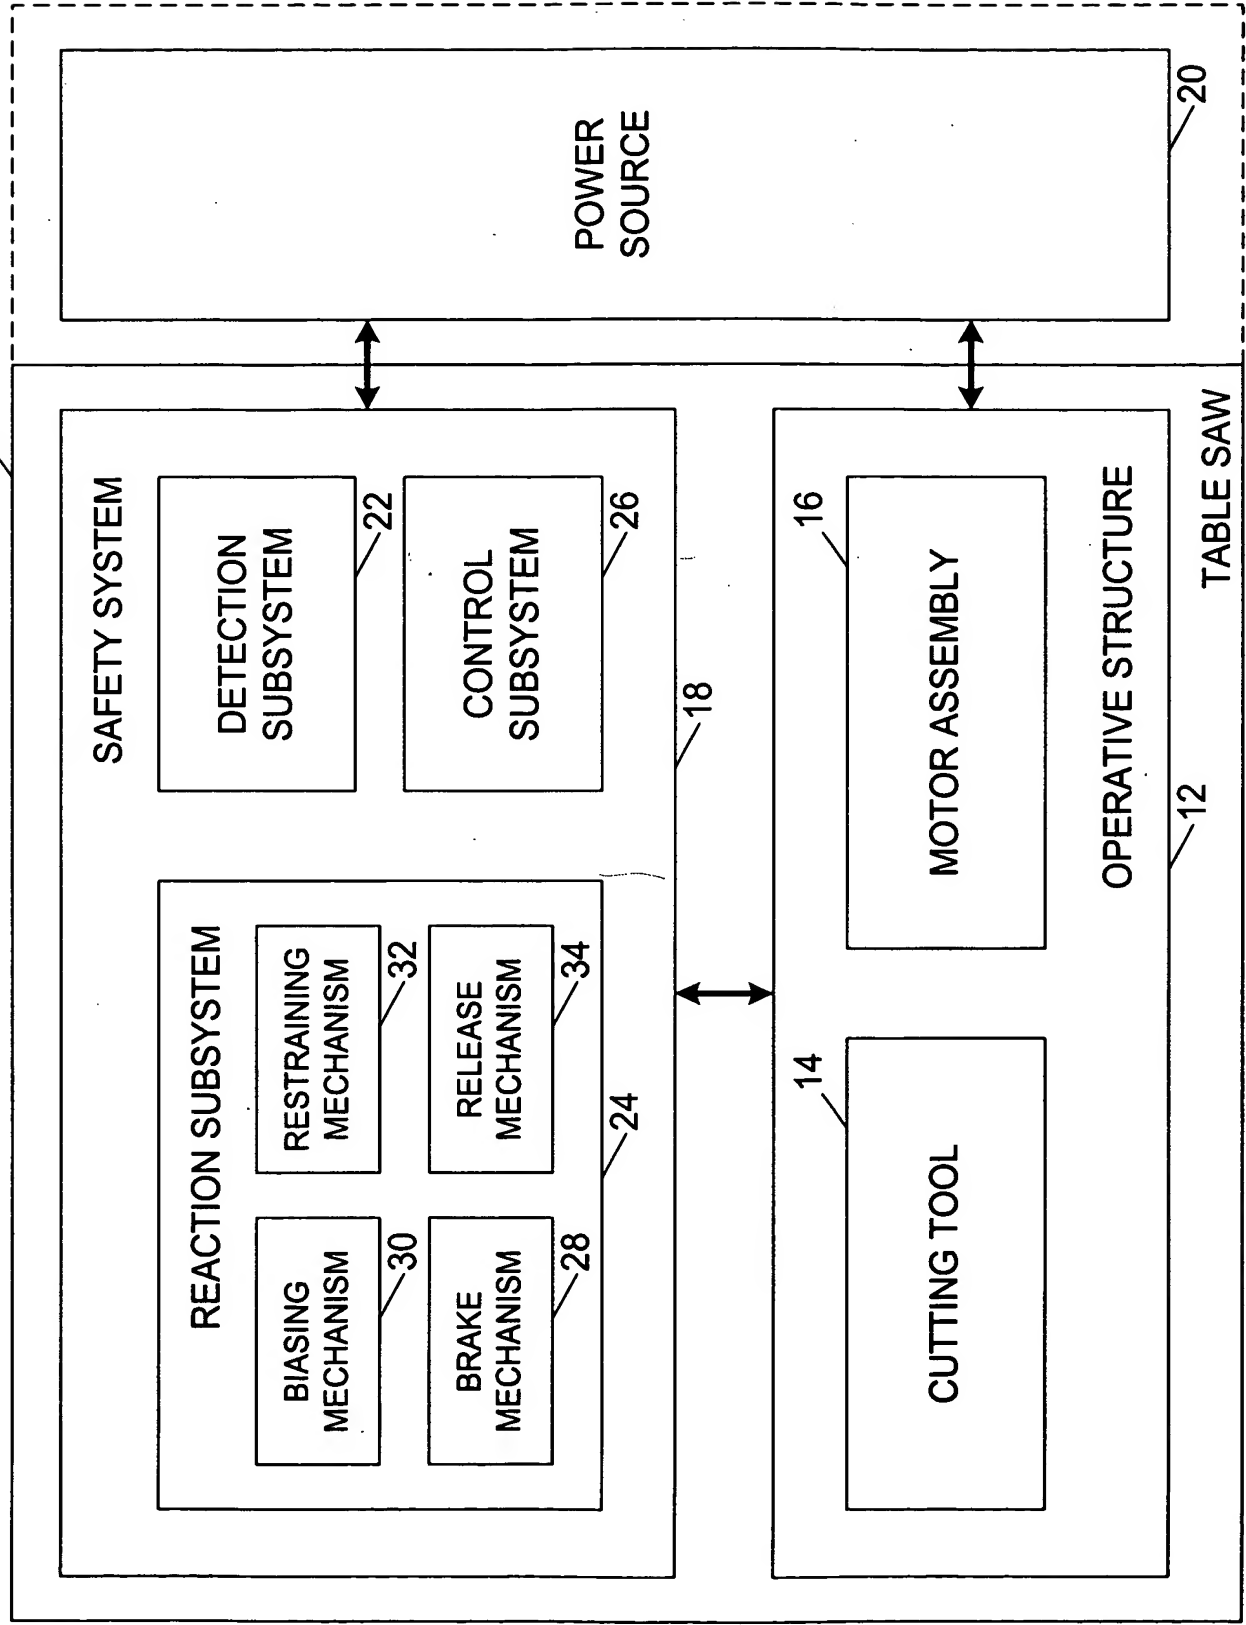 SAFETY SYSTEM
REACTION SUBSYSTEM
BIASING
MECHANISM
30
RESTRAINING
MECHANISM
32
BRAKE
MECHANISM
28
RELEASE
MECHANISM
34
24
DETECTION
SUBSYSTEM
22
CONTROL
SUBSYSTEM
26
18
CUTTING TOOL
14
MOTOR ASSEMBLY
16
OPERATIVE STRUCTURE
12
TABLE SAW
POWER
SOURCE
20